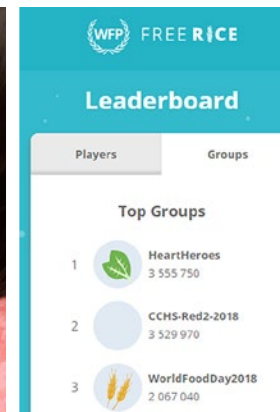 WFP FREE RICE
Leaderboard
Players Groups
Top Groups
1 HeartHeroes
3 555 750
2 CCHS-Red2-2018
3 529 970
3 WorldFoodDay2018
2 067 040